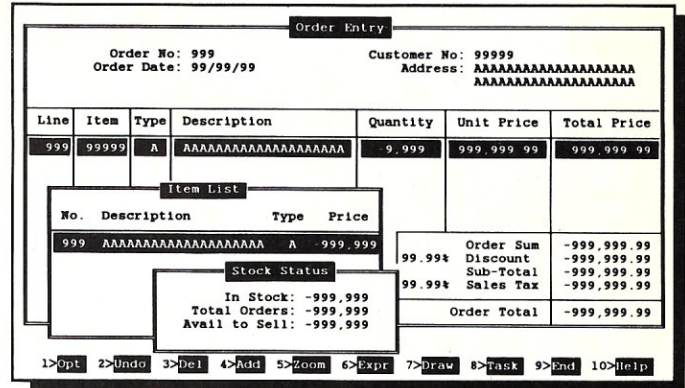 Order Entry
Order No: 999 Customer No: 99999
Order Date: 99/99/99 Address: AAAAAAAAAAAAAAAAAAAA
AAAAAAAAAAAAAAAAAAAA
Line Item Type Description Quantity Unit Price Total Price
999 99999 A AAAAAAAAAAAAAAAAAAAA -9,999 999,999 99 999,999 99
Item List
No. Description Type Price
999 AAAAAAAAAAAAAAAAAAAA A -999,999
Order Sum -999,999.99
99.99% Discount -999,999.99
Sub-Total -999,999.99
99.99% Sales Tax -999,999.99
Order Total -999,999.99
Stock Status
In Stock: -999,999
Total Orders: -999,999
Avail to Sell: -999,999
1>Opt 2>Undo 3>Del 4>Add 5>Zoom 6>Expr 7>Draw 8>Task 9>End 10>Help